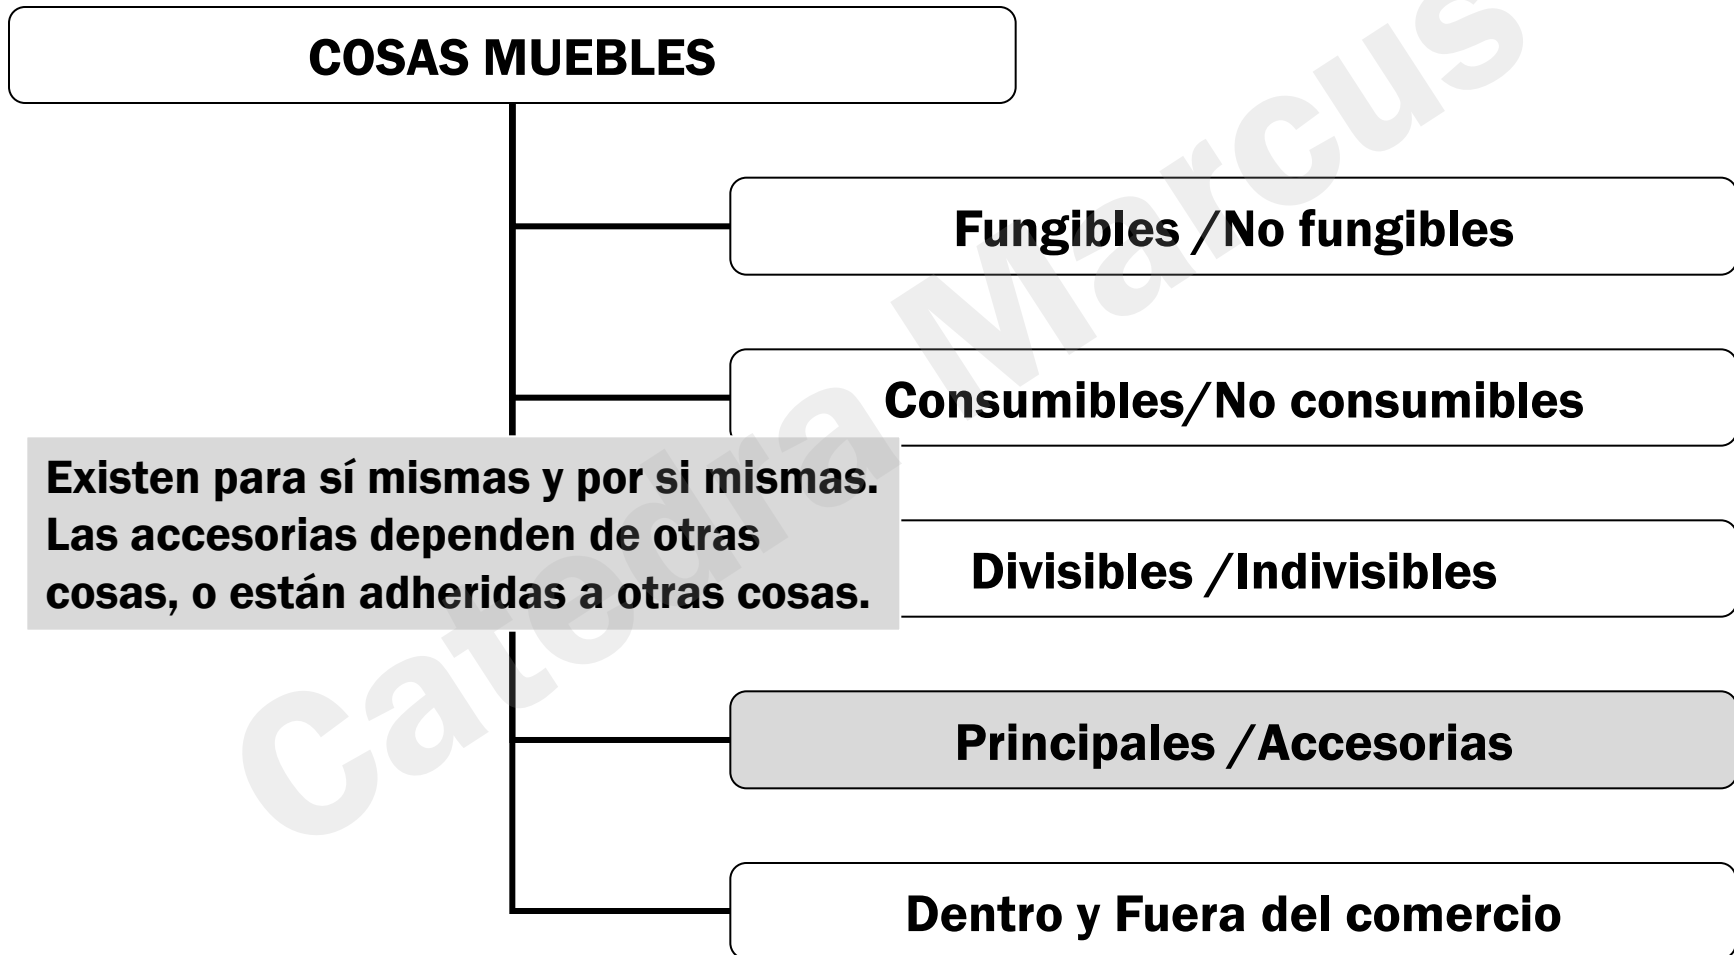 COSAS MUEBLES
Fungibles /No fungibles
Consumibles/No consumibles
Existen para sí mismas y por si mismas.
Las accesorias dependen de otras
cosas, o están adheridas a otras cosas.
Divisibles /Indivisibles
Principales /Accesorias
Dentro y Fuera del comercio
Catedra Marcus